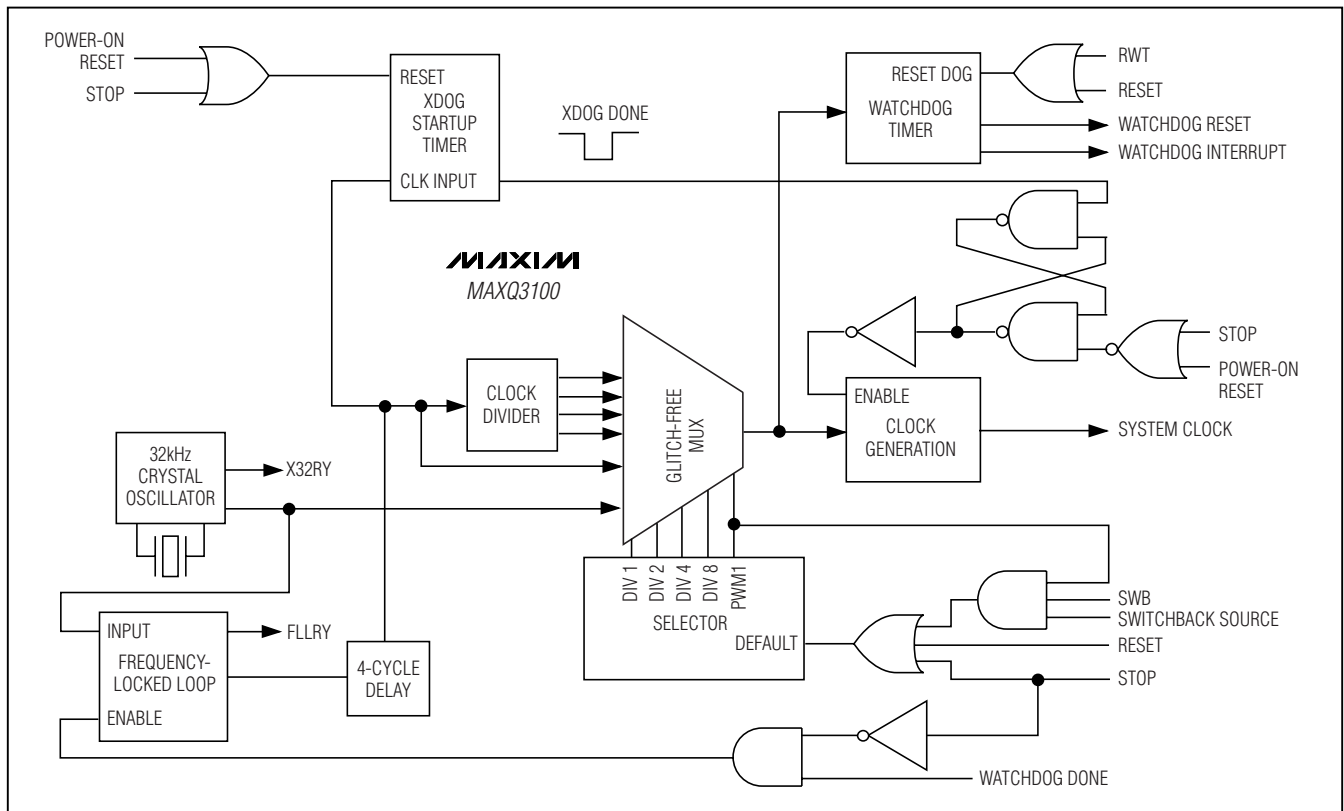 POWER-ON
RESET
STOP
RESET
XDOG
STARTUP
TIMER
CLK INPUT
XDOG DONE
RESET DOG
WATCHDOG
TIMER
RWT
RESET
WATCHDOG RESET
WATCHDOG INTERRUPT
MAXIM
MAXQ3100
CLOCK
DIVIDER
GLITCH-FREE
MUX
STOP
POWER-ON
RESET
ENABLE
CLOCK
GENERATION
SYSTEM CLOCK
32kHz
CRYSTAL
OSCILLATOR
X32RY
DIV 1
DIV 2
DIV 4
DIV 8
PWM1
SELECTOR
DEFAULT
SWB
SWITCHBACK SOURCE
RESET
STOP
INPUT
FREQUENCY-
LOCKED LOOP
ENABLE
FLLRY
4-CYCLE
DELAY
WATCHDOG DONE